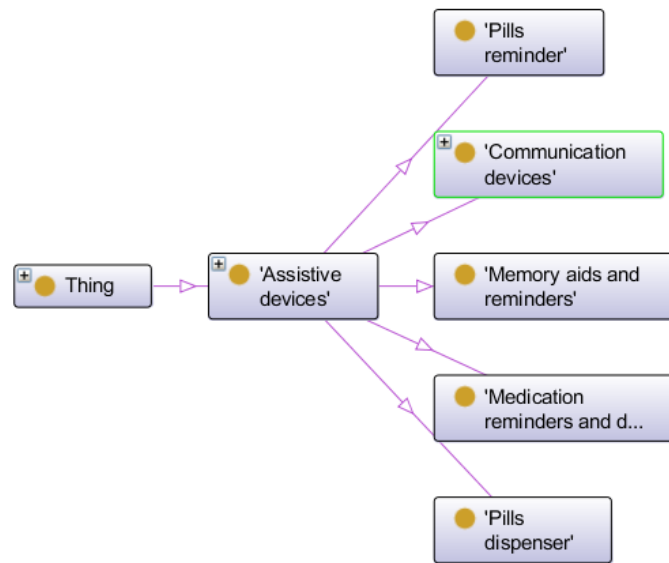 'Pills
reminder'
'Communication
devices'
Thing
'Assistive
devices'
'Memory aids and
reminders'
'Medication
reminders and d...
'Pills
dispenser'